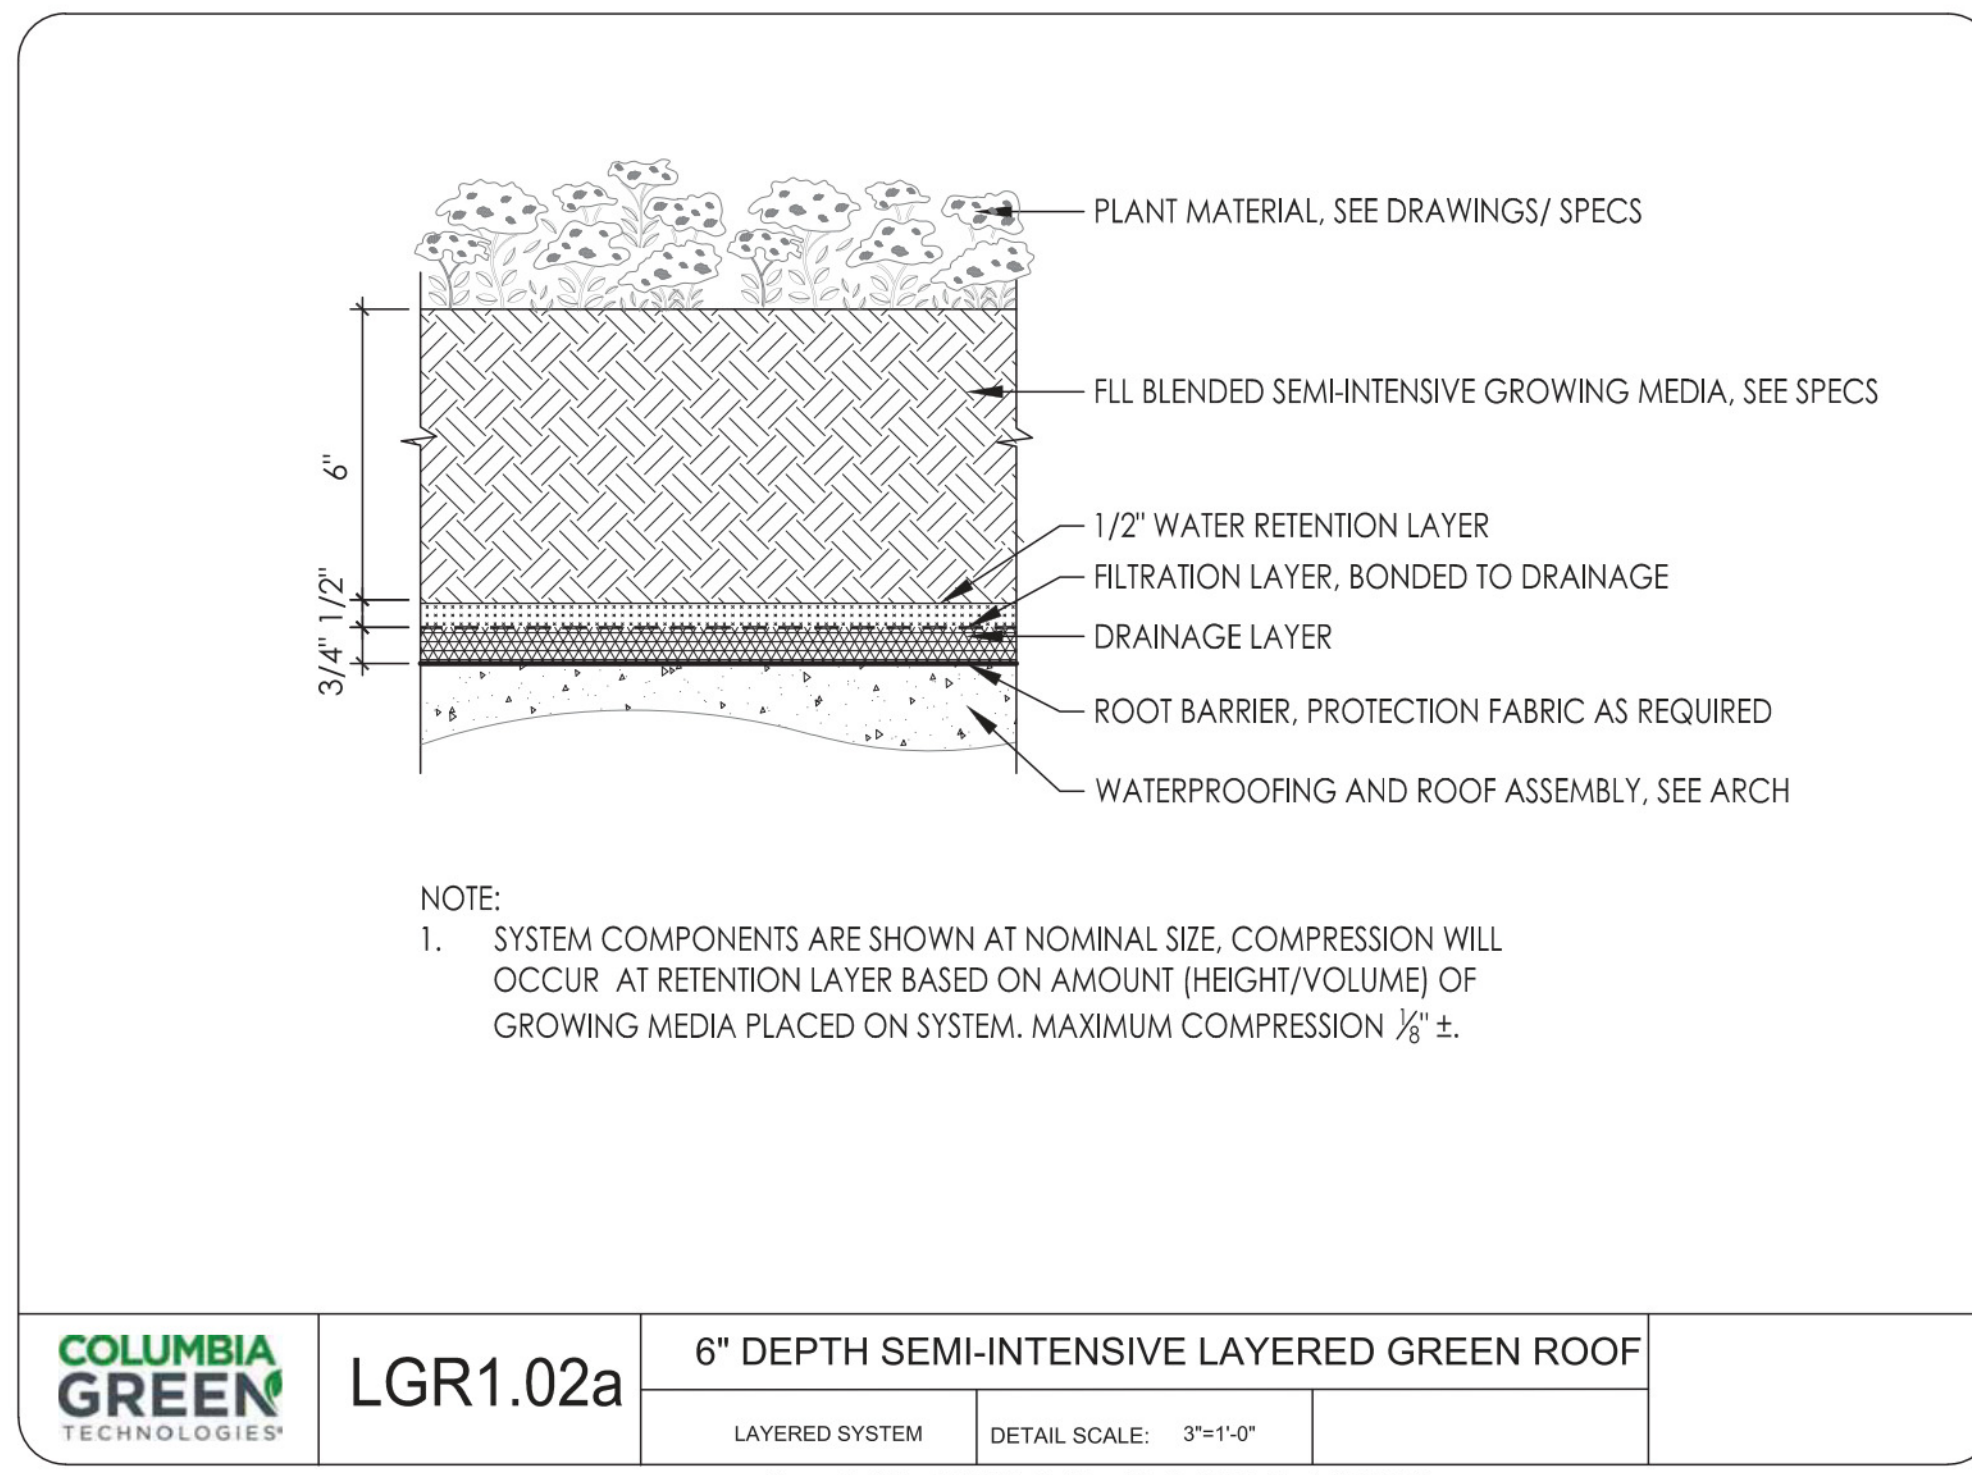 PLANT MATERIAL, SEE DRAWINGS/ SPECS
FLL BLENDED SEMI-INTENSIVE GROWING MEDIA, SEE SPECS
6"
1/2" WATER RETENTION LAYER
FILTRATION LAYER, BONDED TO DRAINAGE
1/2"
DRAINAGE LAYER
3/4"
ROOT BARRIER, PROTECTION FABRIC AS REQUIRED
WATERPROOFING AND ROOF ASSEMBLY, SEE ARCH
NOTE:
1. SYSTEM COMPONENTS ARE SHOWN AT NOMINAL SIZE, COMPRESSION WILL
OCCUR AT RETENTION LAYER BASED ON AMOUNT (HEIGHT/VOLUME) OF
GROWING MEDIA PLACED ON SYSTEM. MAXIMUM COMPRESSION ⅛" ±.
COLUMBIA
GREEN
TECHNOLOGIES®
LGR1.02a
6" DEPTH SEMI-INTENSIVE LAYERED GREEN ROOF
LAYERED SYSTEM
DETAIL SCALE: 3"=1'-0"